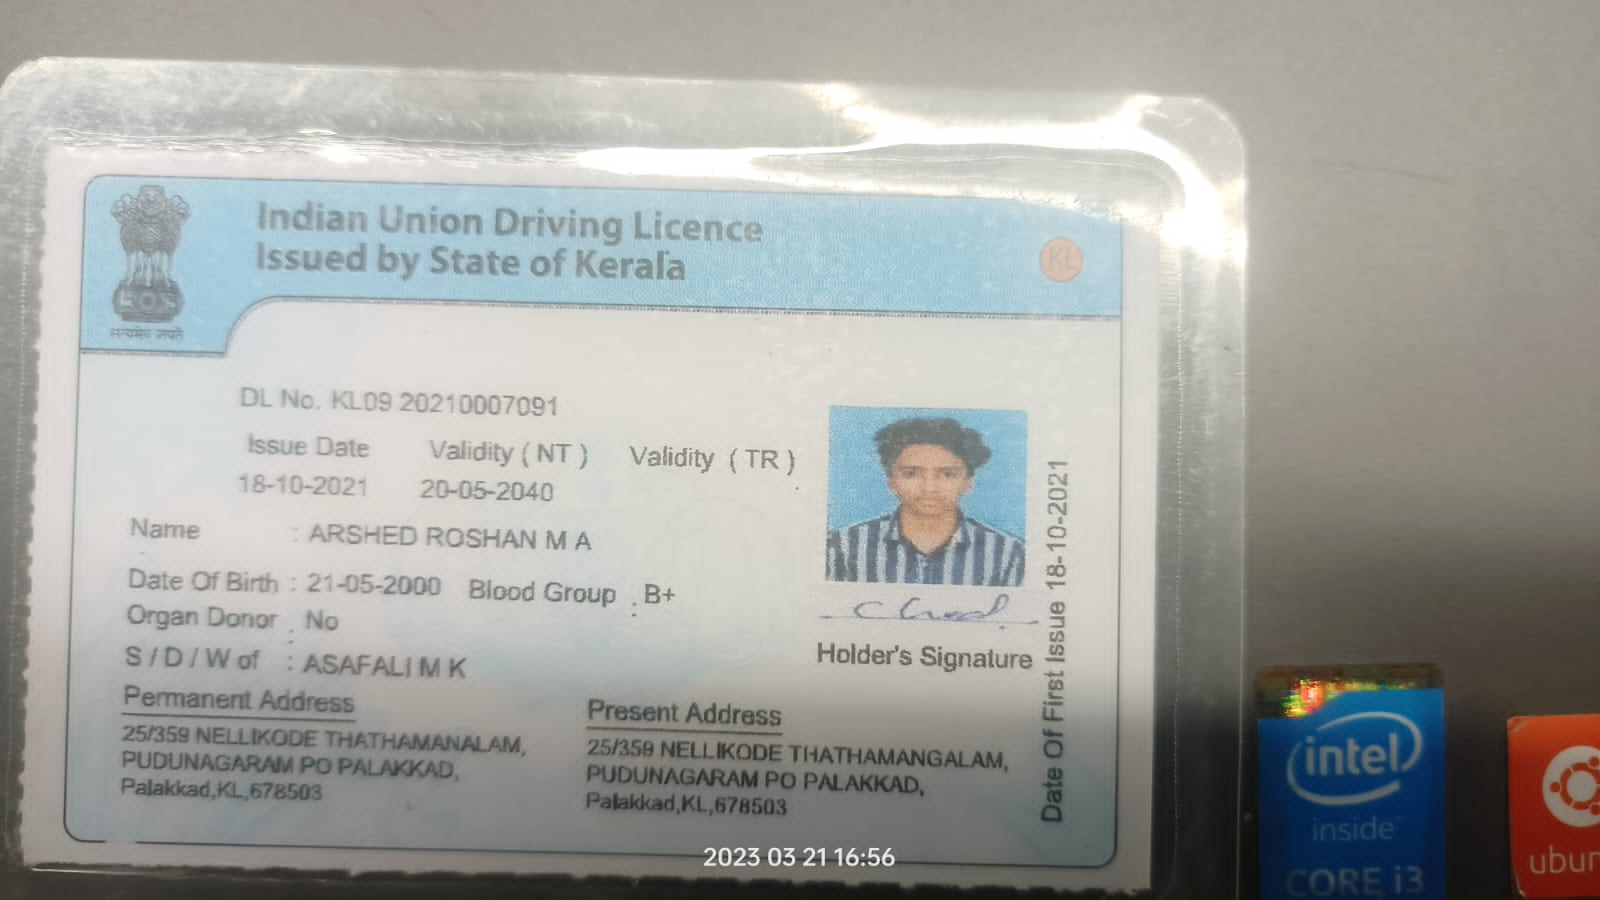 Indian Union Driving Licence
Issued by State of Kerala
KL
सत्यमेव जयते
DL No. KL09 20210007091
Issue Date Validity ( NT ) Validity ( TR )
18-10-2021 20-05-2040
Name : ARSHED ROSHAN M A
Date Of Birth : 21-05-2000 Blood Group : B+
Organ Donor : No
S / D / W of : ASAFALI M K
Holder's Signature
Date Of First Issue 18-10-2021
Permanent Address
25/359 NELLIKODE THATHAMANALAM,
PUDUNAGARAM PO PALAKKAD,
Palakkad,KL,678503
Present Address
25/359 NELLIKODE THATHAMANGALAM,
PUDUNAGARAM PO PALAKKAD,
Palakkad,KL,678503
2023 03 21 16:56
intel
inside
CORE i3